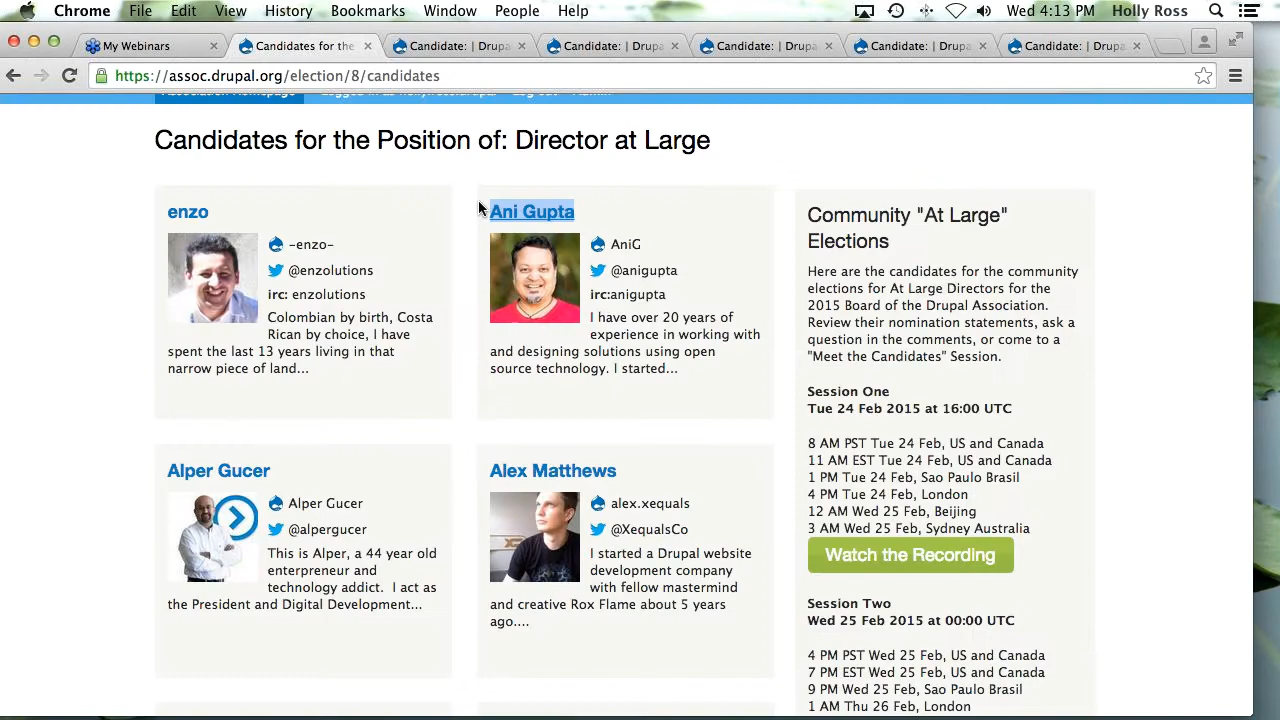 Chrome File Edit View History Bookmarks Window People Help Wed 4:13 PM Holly Ross
My Webinars
Candidates for the
Candidate: | Drupa
Candidate: | Drupa
Candidate: | Drupa
Candidate: | Drupa
Candidate: | Drupa
https://assoc.drupal.org/election/8/candidates
Candidates for the Position of: Director at Large
enzo
-enzo-
@enzolutions
irc: enzolutions
Colombian by birth, Costa
Rican by choice, I have
spent the last 13 years living in that
narrow piece of land...
Ani Gupta
AniG
@anigupta
irc:anigupta
I have over 20 years of
experience in working with
and designing solutions using open
source technology. I started...
Alper Gucer
Alper Gucer
@alpergucer
This is Alper, a 44 year old
enterpreneur and
technology addict. I act as
the President and Digital Development...
Alex Matthews
alex.xequals
@XequalsCo
I started a Drupal website
development company
with fellow mastermind
and creative Rox Flame about 5 years
ago....
Community "At Large"
Elections
Here are the candidates for the community
elections for At Large Directors for the
2015 Board of the Drupal Association.
Review their nomination statements, ask a
question in the comments, or come to a
"Meet the Candidates" Session.
Session One
Tue 24 Feb 2015 at 16:00 UTC
8 AM PST Tue 24 Feb, US and Canada
11 AM EST Tue 24 Feb, US and Canada
1 PM Tue 24 Feb, Sao Paulo Brasil
4 PM Tue 24 Feb, London
12 AM Wed 25 Feb, Beijing
3 AM Wed 25 Feb, Sydney Australia
Watch the Recording
Session Two
Wed 25 Feb 2015 at 00:00 UTC
4 PM PST Wed 25 Feb, US and Canada
7 PM EST Wed 25 Feb, US and Canada
9 PM Wed 25 Feb, Sao Paulo Brasil
1 AM Thu 26 Feb, London